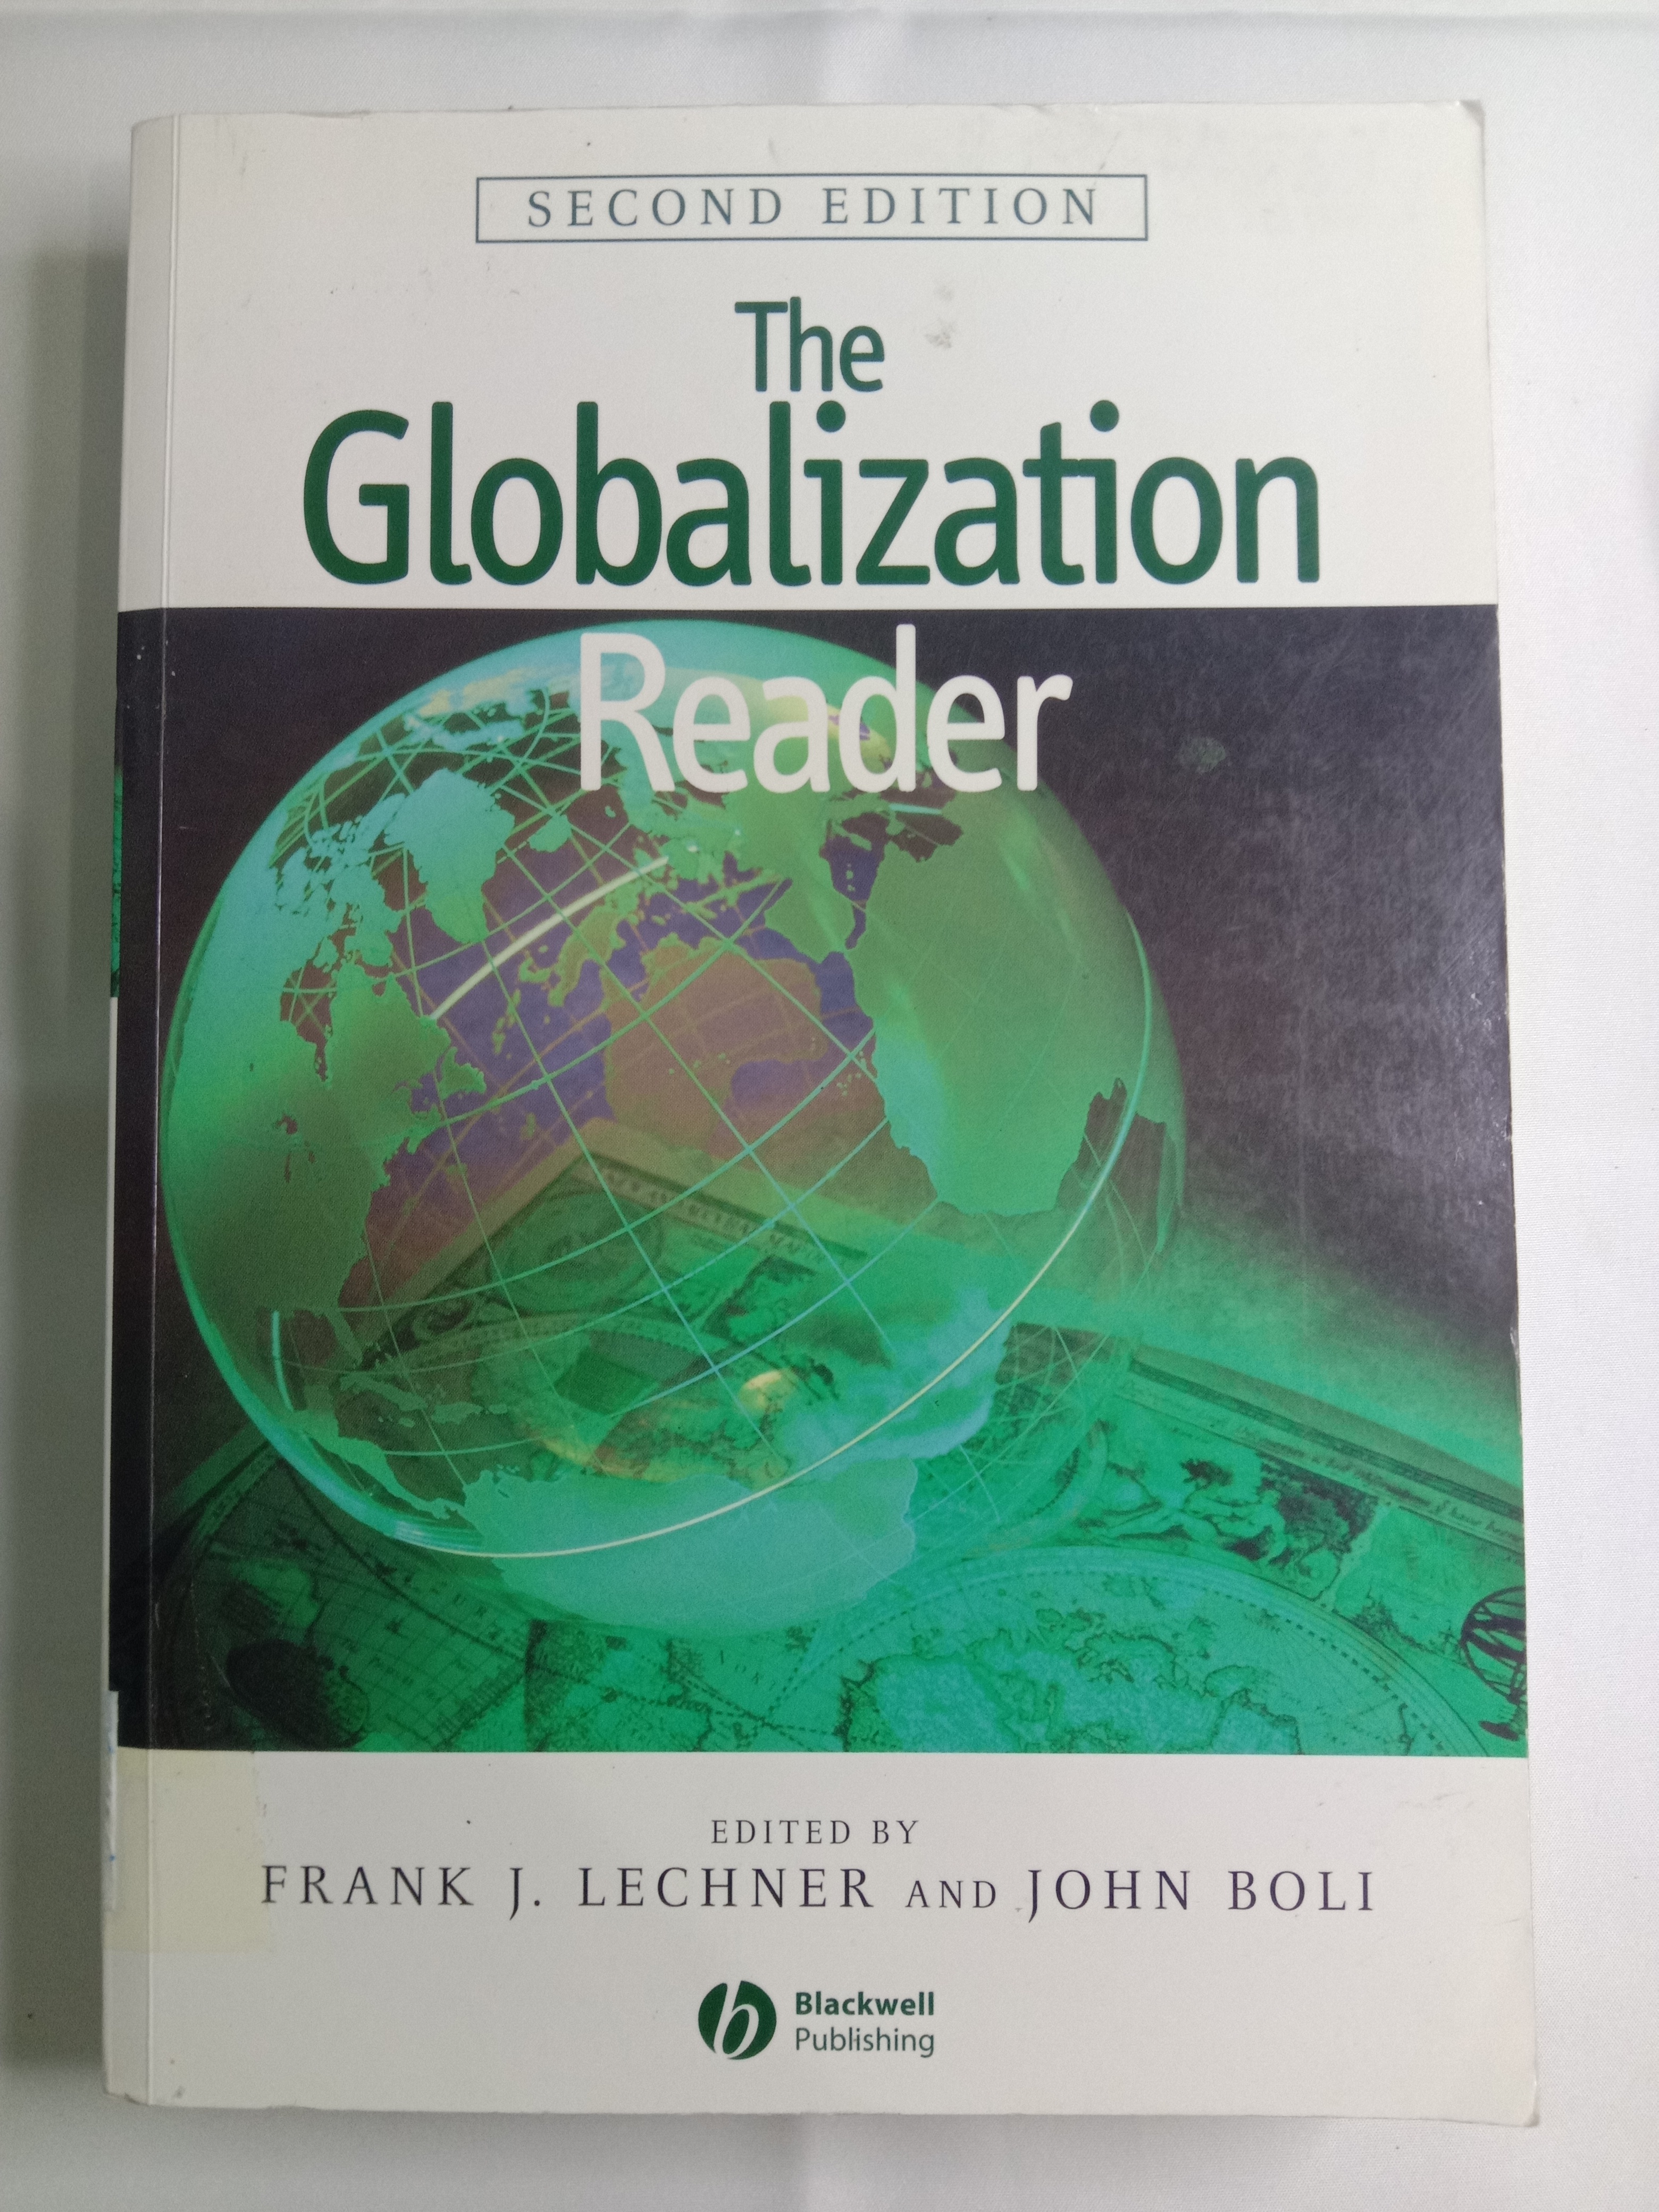 SECOND EDITION
The
Globalization
Reader
EDITED BY
FRANK J. LECHNER AND JOHN BOLI
b
Blackwell
Publishing